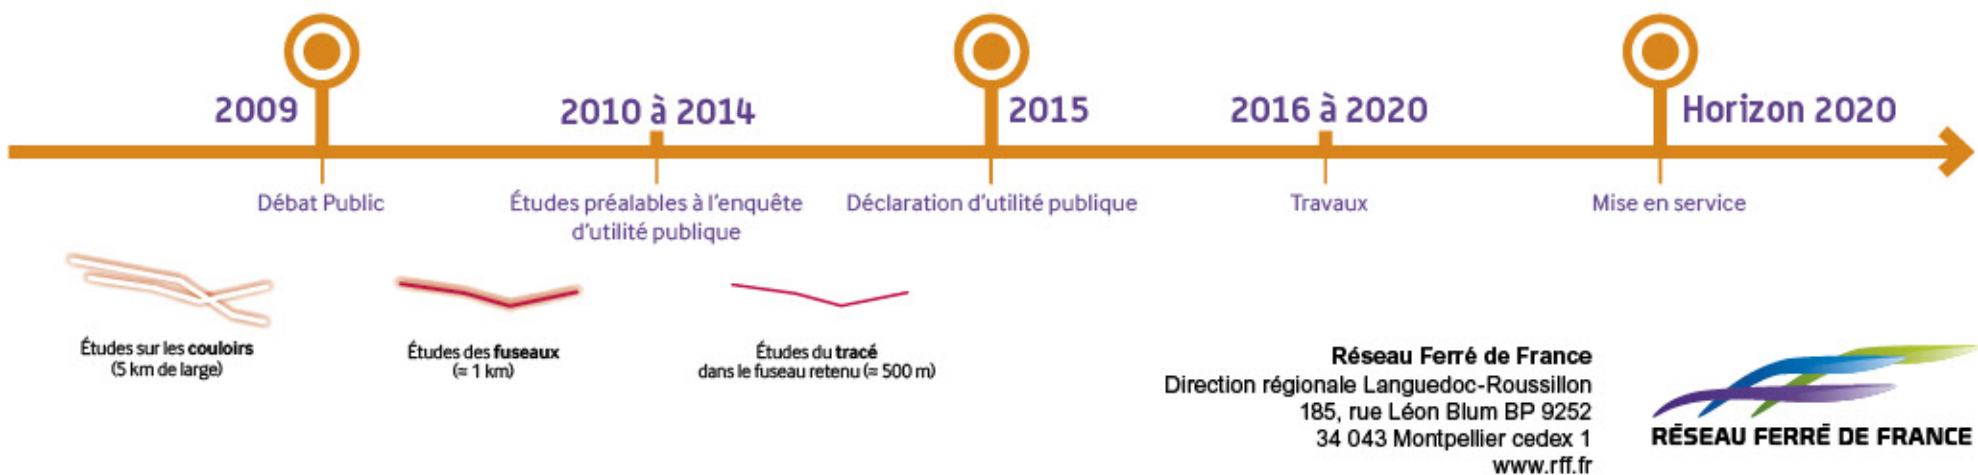 2009
2010 à 2014
2015
2016 à 2020
Horizon 2020
Débat Public
Études préalables à l'enquête
d'utilité publique
Déclaration d'utilité publique
Travaux
Mise en service
Études sur les couloirs
(5 km de large)
Études des fuseaux
(≈ 1 km)
Études du tracé
dans le fuseau retenu (≈ 500 m)
Réseau Ferré de France
Direction régionale Languedoc-Roussillon
185, rue Léon Blum BP 9252
34 043 Montpellier cedex 1
www.rff.fr
RÉSEAU FERRÉ DE FRANCE